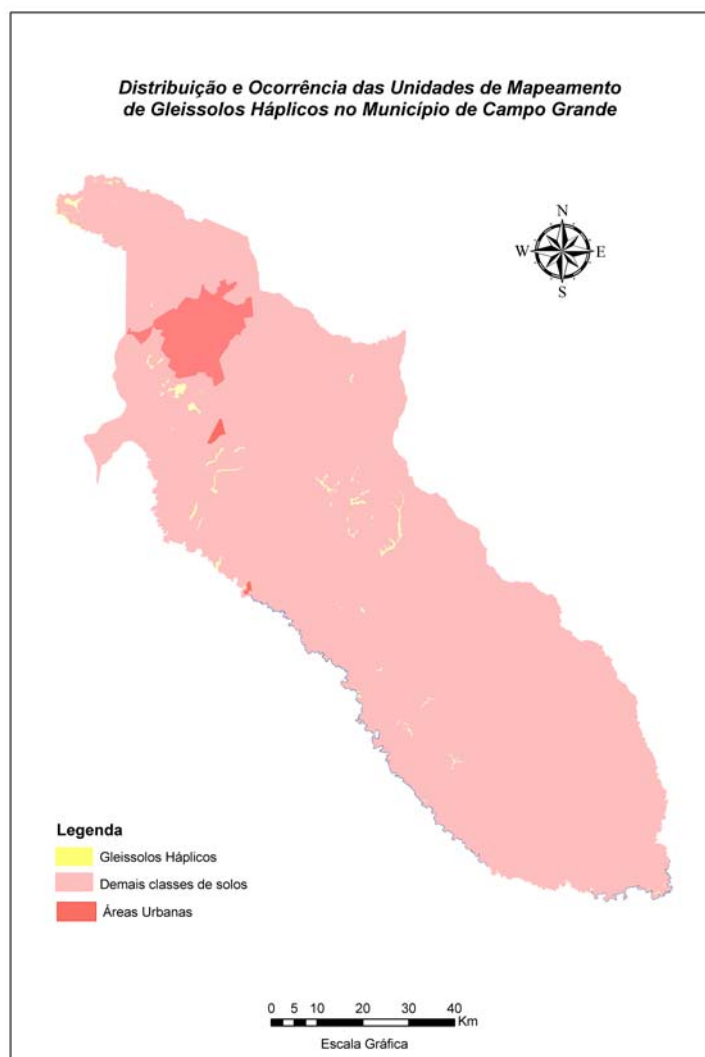 Distribuição e Ocorrência das Unidades de Mapeamento
de Gleissolos Háplicos no Município de Campo Grande
N
W E
S
Legenda
Gleissolos Háplicos
Demais classes de solos
Áreas Urbanas
0 5 10 20 30 40
Km
Escala Gráfica